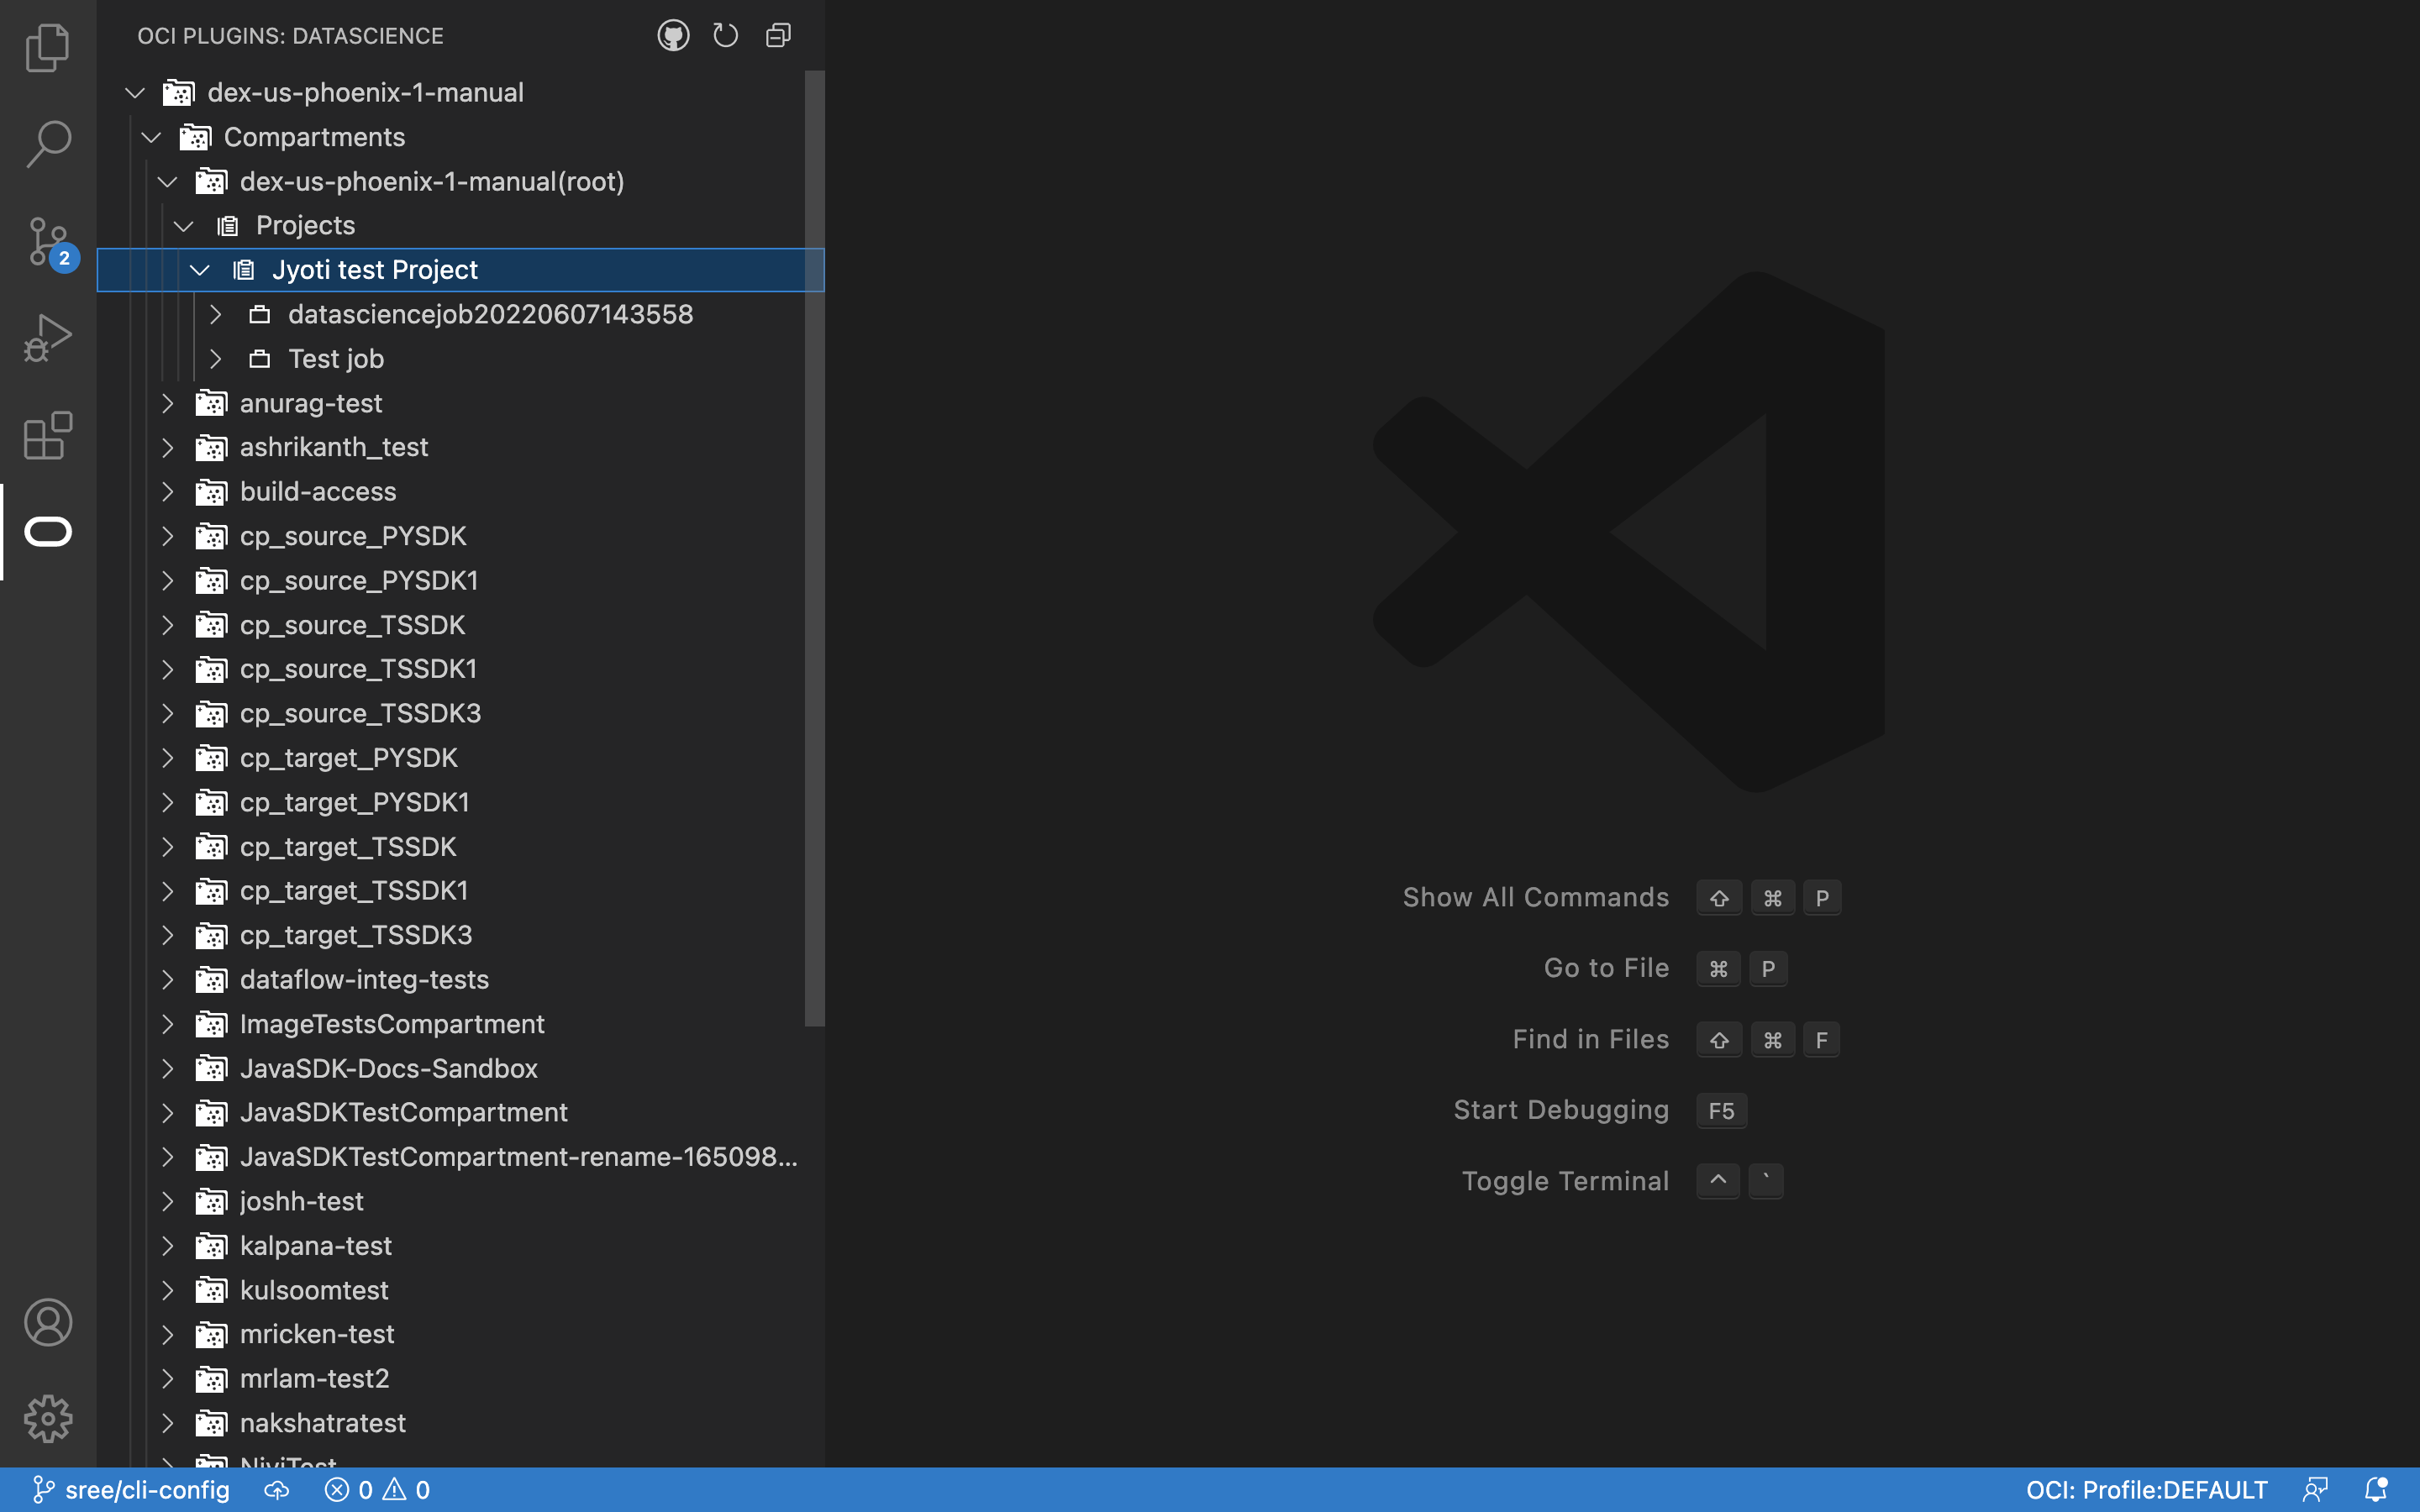 OCI PLUGINS: DATASCIENCE
dex-us-phoenix-1-manual
Compartments
dex-us-phoenix-1-manual(root)
Projects
2
Jyoti test Project
datasciencejob20220607143558
Test job
anurag-test
ashrikanth_test
build-access
cp_source_PYSDK
cp_source_PYSDK1
cp_source_TSSDK
cp_source_TSSDK1
cp_source_TSSDK3
cp_target_PYSDK
cp_target_PYSDK1
cp_target_TSSDK
cp_target_TSSDK1
cp_target_TSSDK3
dataflow-integ-tests
ImageTestsCompartment
JavaSDK-Docs-Sandbox
JavaSDKTestCompartment
JavaSDKTestCompartment-rename-165098...
joshh-test
kalpana-test
kulsoomtest
mricken-test
mrlam-test2
nakshatratest
NiviTest
Show All Commands ⇧ ⌘ P
Go to File ⌘ P
Find in Files ⇧ ⌘ F
Start Debugging F5
Toggle Terminal ^ `
sree/cli-config 0 0 OCI: Profile:DEFAULT